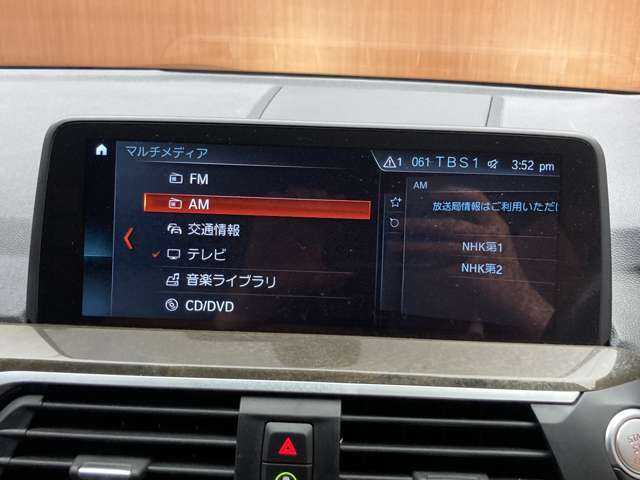 マルチメディア
1 061 TBS1 3:52 pm
FM
AM
交通情報
テレビ
音楽ライブラリ
CD/DVD
AM
放送局情報はご利用いただ
NHK第1
NHK第2